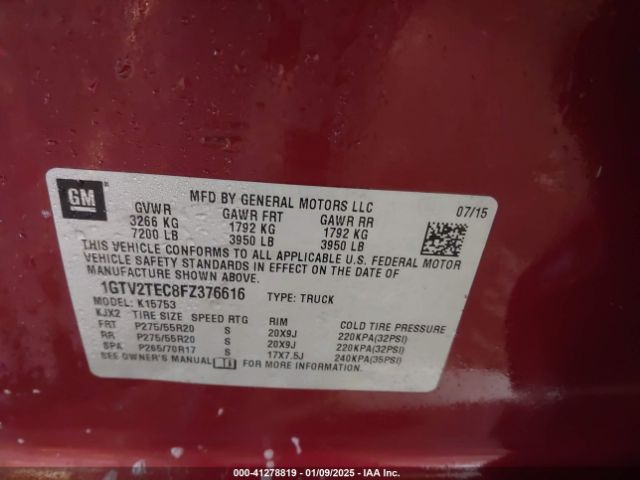 GM
MFD BY GENERAL MOTORS LLC
07/15
GVWR GAWR FRT GAWR RR
3266 KG 1792 KG 1792 KG
7200 LB 3950 LB 3950 LB
THIS VEHICLE CONFORMS TO ALL APPLICABLE U.S. FEDERAL MOTOR
VEHICLE SAFETY STANDARDS IN EFFECT ON THE DATE OF
MANUFACTURE SHOWN ABOVE.
1GTV2TEC8FZ376616 TYPE: TRUCK
MODEL: K15753
KJX2 TIRE SIZE SPEED RTG RIM COLD TIRE PRESSURE
FRT P275/55R20 S 20X9J 220KPA(32PSI)
RR P275/55R20 S 20X9J 220KPA(32PSI)
SPA P265/70R17 S 17X7.5J 240KPA(35PSI)
SEE OWNER'S MANUAL FOR MORE INFORMATION.
000-41278819 - 01/09/2025 - IAAI.COM